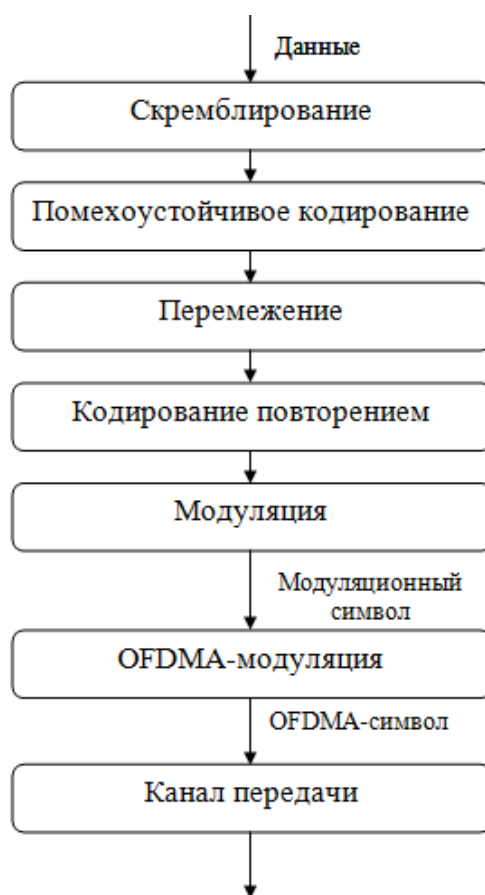 Данные
Скремблирование
Помехоустойчивое кодирование
Перемежение
Кодирование повторением
Модуляция
Модуляционный
символ
OFDMA-модуляция
OFDMA-символ
Канал передачи